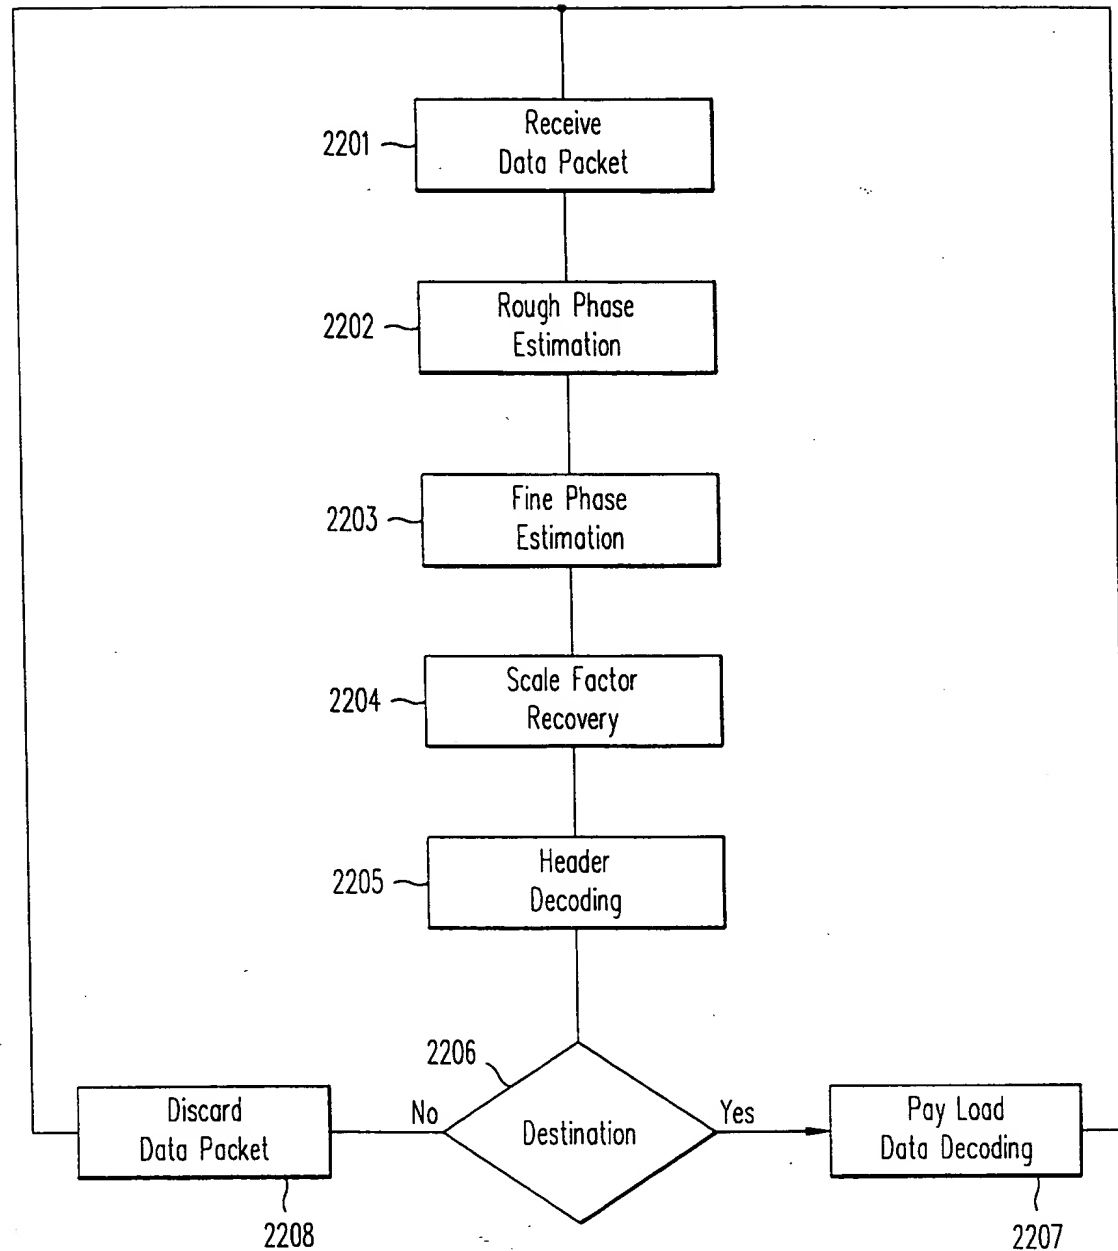 2201
Receive
Data Packet
2202
Rough Phase
Estimation
2203
Fine Phase
Estimation
2204
Scale Factor
Recovery
2205
Header
Decoding
2206
Discard
Data Packet
No
Destination
Yes
Pay Load
Data Decoding
2208
2207